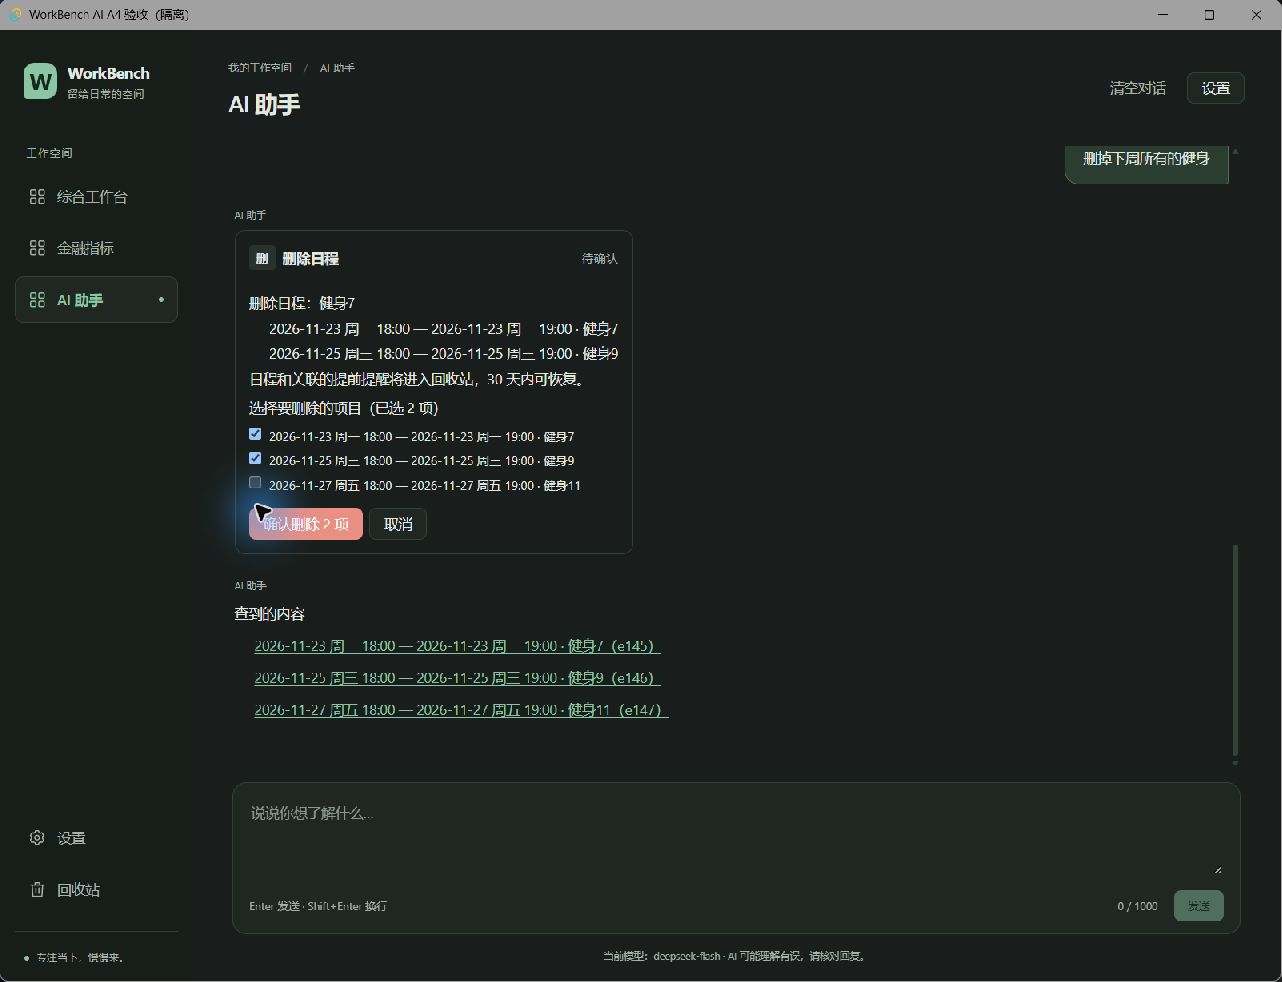 WorkBench AI A4 验收（隔离）
W
WorkBench
留给日常的空间
工作空间
综合工作台
金融指标
AI 助手
设置
回收站
专注当下，慢慢来。
我的工作空间 / AI 助手
AI 助手
清空对话
设置
删掉下周所有的健身
AI 助手
删 删除日程
待确认
删除日程：健身7
2026-11-23 周一 18:00 — 2026-11-23 周一 19:00 · 健身7
2026-11-25 周三 18:00 — 2026-11-25 周三 19:00 · 健身9
日程和关联的提前提醒将进入回收站，30 天内可恢复。
选择要删除的项目（已选 2 项）
2026-11-23 周一 18:00 — 2026-11-23 周一 19:00 · 健身7
2026-11-25 周三 18:00 — 2026-11-25 周三 19:00 · 健身9
2026-11-27 周五 18:00 — 2026-11-27 周五 19:00 · 健身11
确认删除 2 项
取消
AI 助手
查到的内容
2026-11-23 周一 18:00 — 2026-11-23 周一 19:00 · 健身7（e145）
2026-11-25 周三 18:00 — 2026-11-25 周三 19:00 · 健身9（e146）
2026-11-27 周五 18:00 — 2026-11-27 周五 19:00 · 健身11（e147）
说说你想了解什么...
Enter 发送 · Shift+Enter 换行
0 / 1000
发送
当前模型：deepseek-flash · AI 可能理解有误，请核对回复。